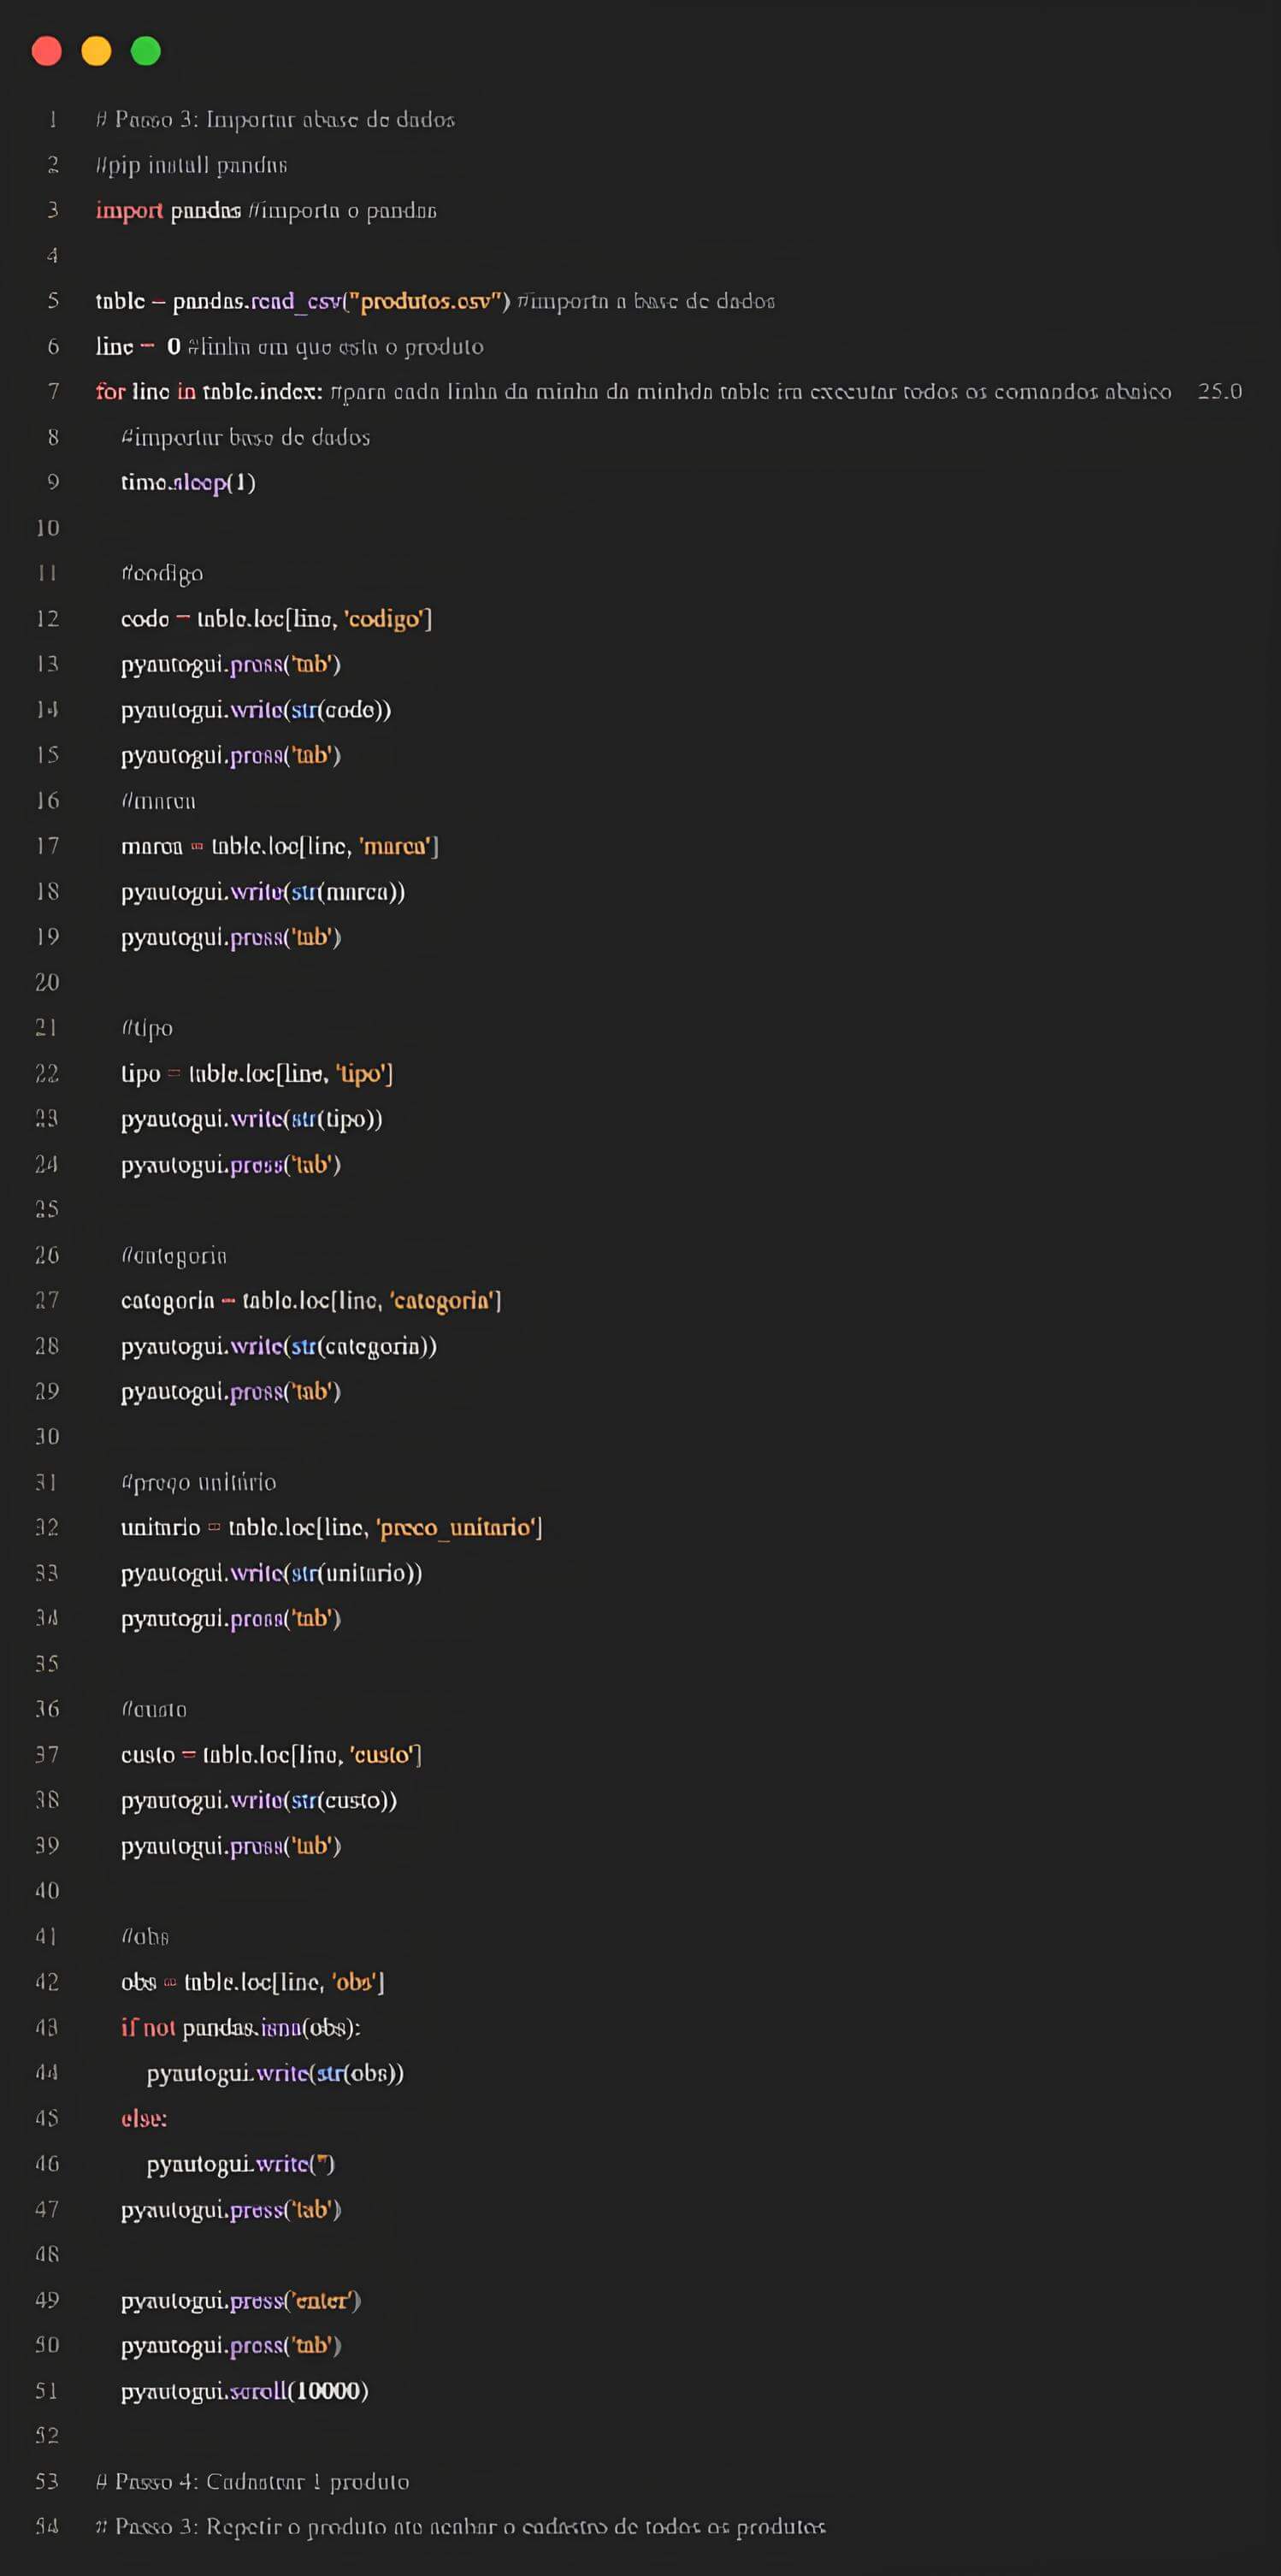 1 # Passo 3: Importar abase de dados
2 #pip install pandas
3 import pandas #importa o pandas
4
5 table = pandas.read_csv("produtos.csv") #importa a base de dados
6 line = 0 #linha em que esta o produto
7 for line in table.index: #para cada linha da minha da minhda table ira executar todos os comandos abaico 25.0
8 #importar base de dados
9 time.sleep(1)
10
11 #codigo
12 code = table.loc[line, 'codigo']
13 pyautogui.press('tab')
14 pyautogui.write(str(code))
15 pyautogui.press('tab')
16 #marca
17 marca = table.loc[line, 'marca']
18 pyautogui.write(str(marca))
19 pyautogui.press('tab')
20
21 #tipo
22 tipo = table.loc[line, 'tipo']
23 pyautogui.write(str(tipo))
24 pyautogui.press('tab')
25
26 #categoria
27 categoria = table.loc[line, 'categoria']
28 pyautogui.write(str(categoria))
29 pyautogui.press('tab')
30
31 #preço unitário
32 unitario = table.loc[line, 'preco_unitario']
33 pyautogui.write(str(unitario))
34 pyautogui.press('tab')
35
36 #custo
37 custo = table.loc[line, 'custo']
38 pyautogui.write(str(custo))
39 pyautogui.press('tab')
40
41 #obs
42 obs = table.loc[line, 'obs']
43 if not pandas.isna(obs):
44 pyautogui.write(str(obs))
45 else:
46 pyautogui.write('')
47 pyautogui.press('tab')
48
49 pyautogui.press('enter')
50 pyautogui.press('tab')
51 pyautogui.scroll(10000)
52
53 # Passo 4: Cadastrar 1 produto
54 # Passo 3: Repetir o produto ate acabar o cadastro de todos os produtos